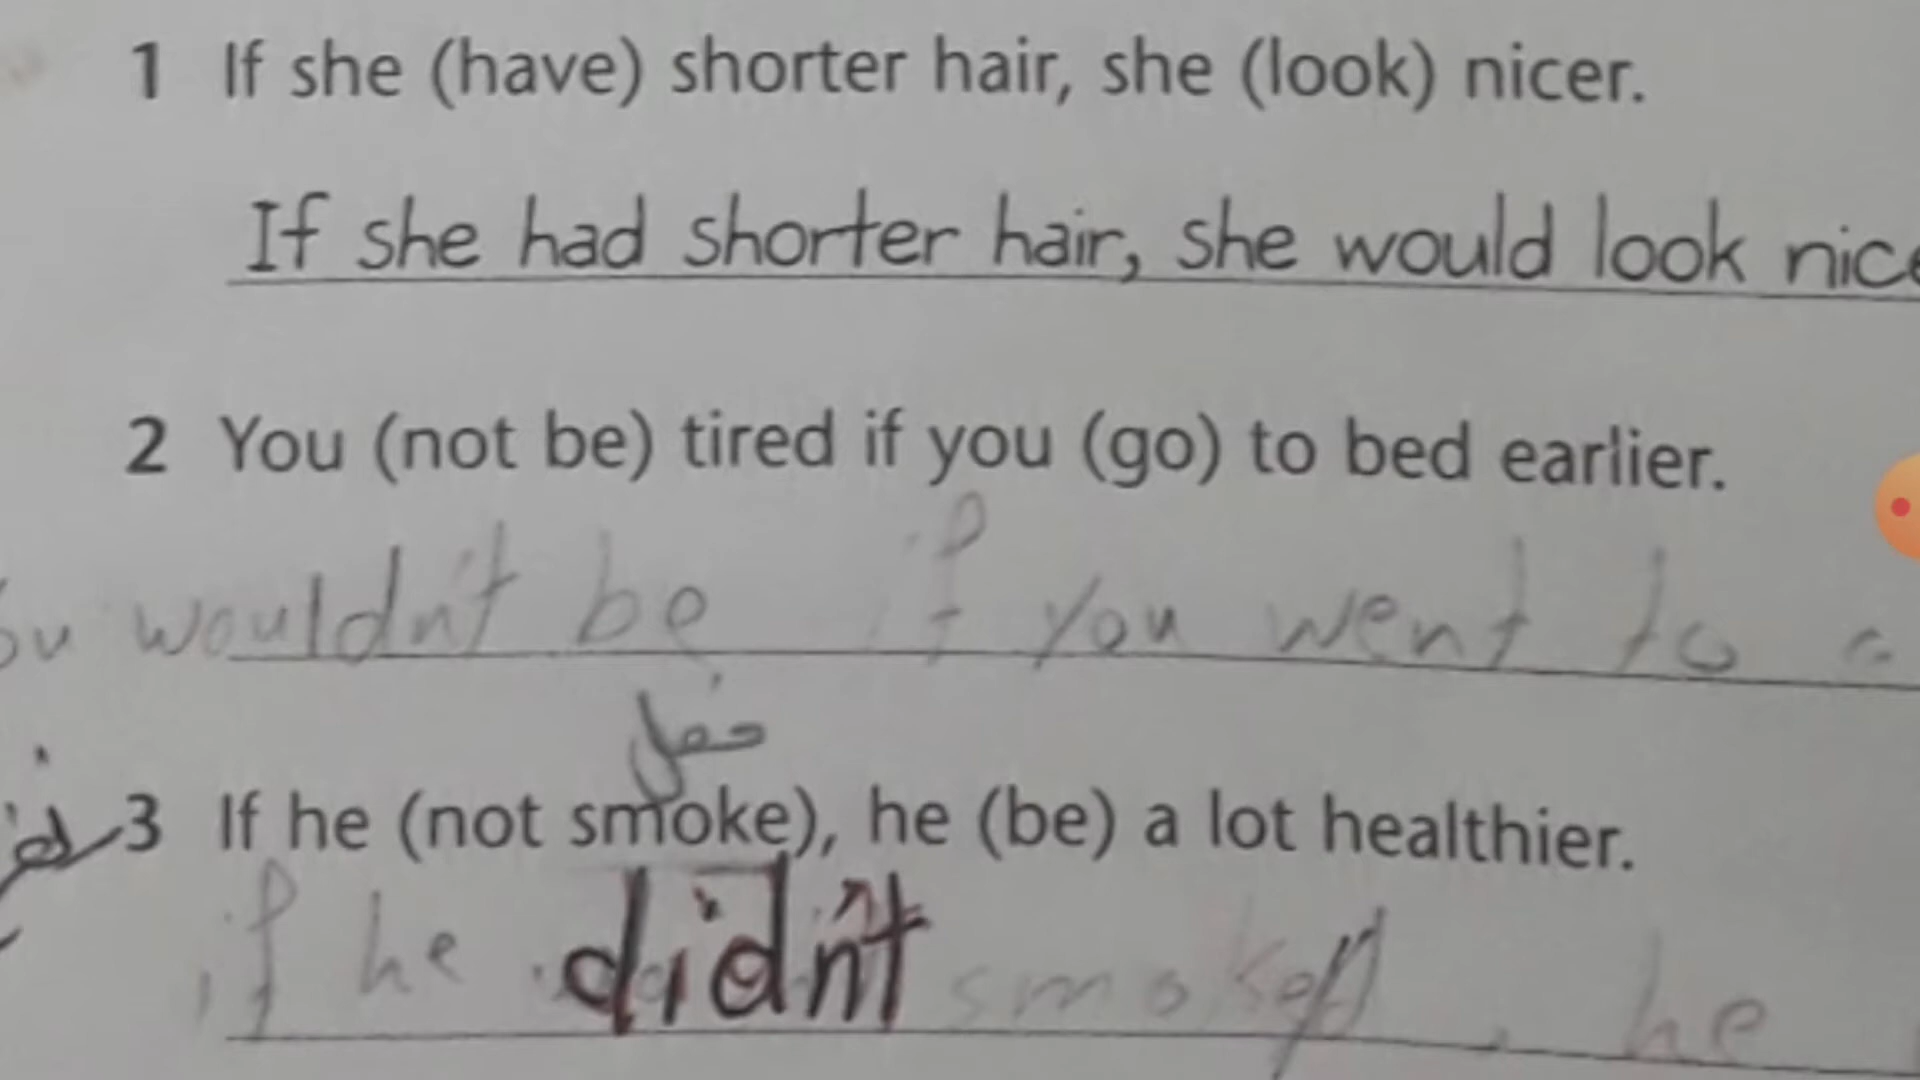 1 If she (have) shorter hair, she (look) nicer.
If she had shorter hair, she would look nice
2 You (not be) tired if you (go) to bed earlier.
ou wouldn't be if you went to
3 If he (not smoke), he (be) a lot healthier.
if he didn't smoked, he